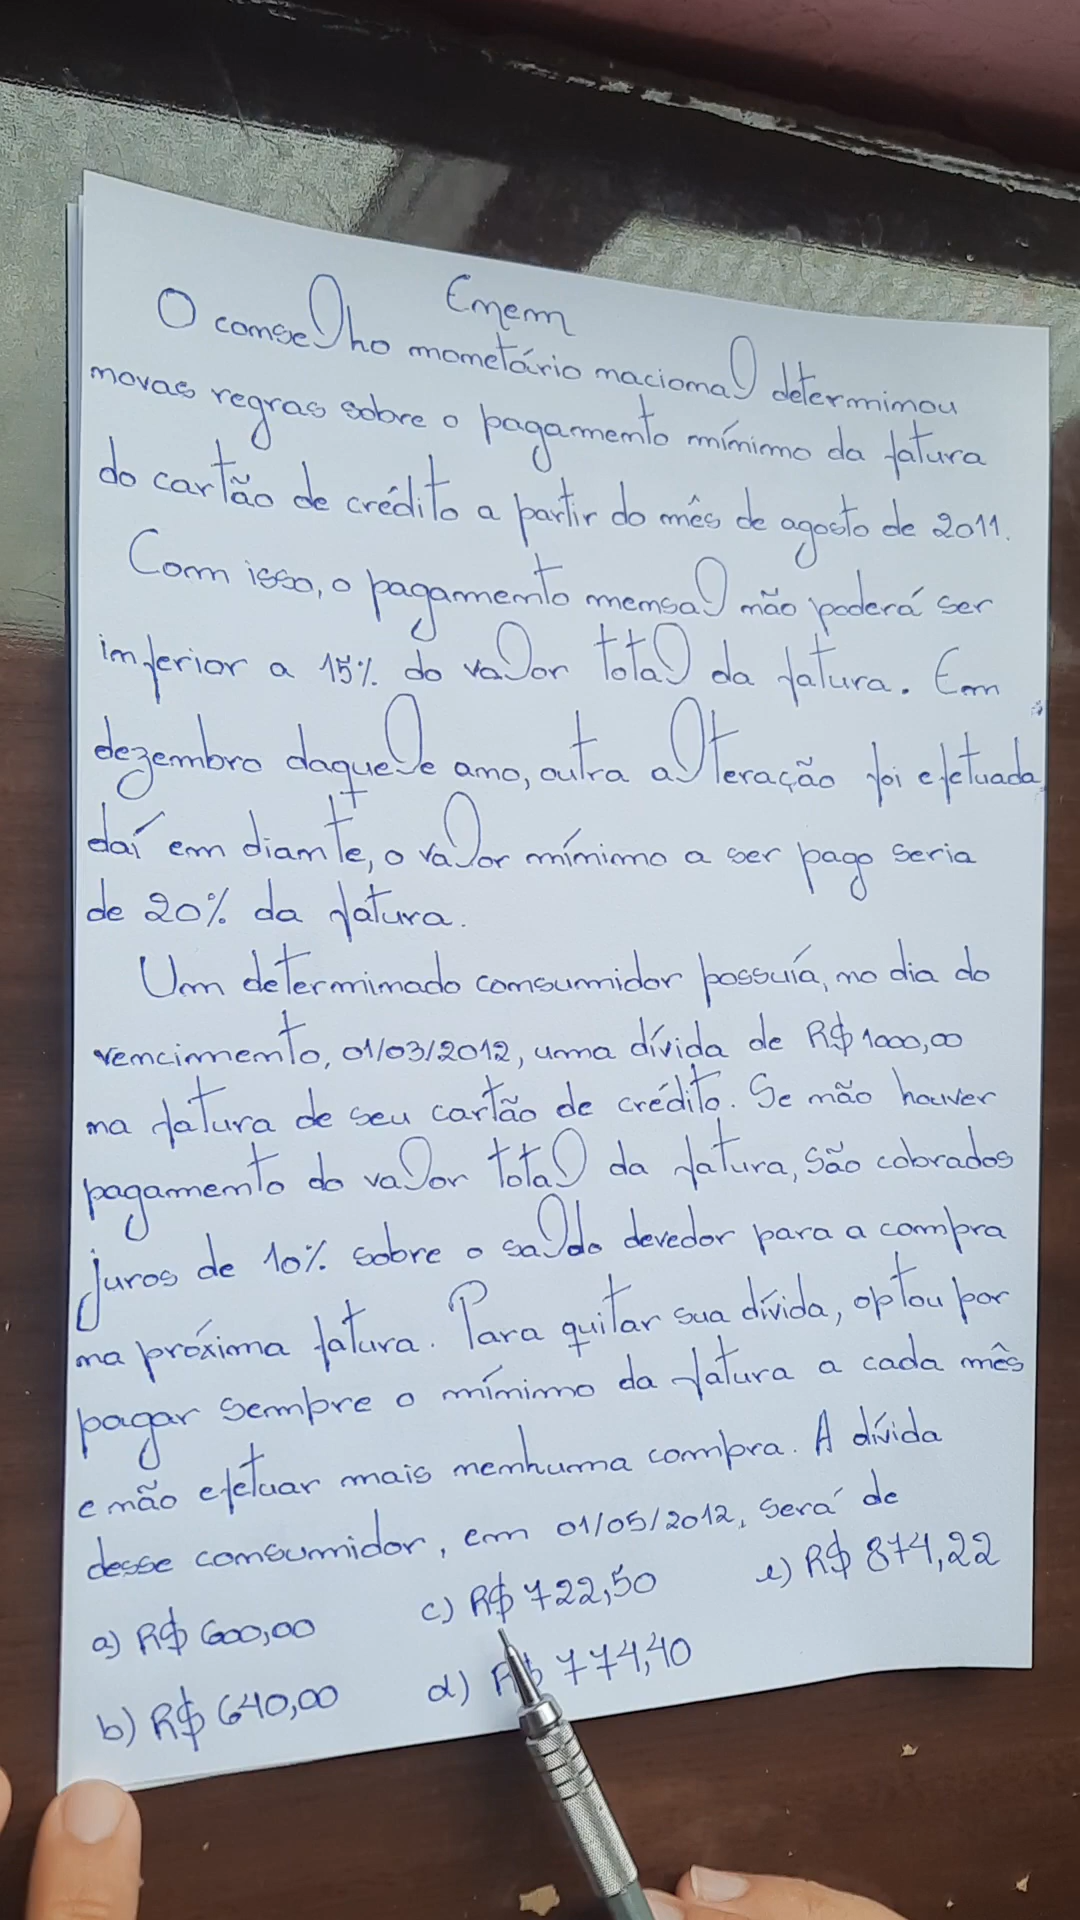 Enem
O conselho monetário nacional determinou
novas regras sobre o pagamento mínimo da fatura
do cartão de crédito a partir do mês de agosto de 2011.
Com isso, o pagamento mensal não poderá ser
inferior a 15% do valor total da fatura. Em
dezembro daquele ano, outra alteração foi efetuada
daí em diante, o valor mínimo a ser pago seria
de 20% da fatura.
Um determinado consumidor possuía, no dia do
vencimento, 01/03/2012, uma dívida de R$ 1000,00
na fatura de seu cartão de crédito. Se não houver
pagamento do valor total da fatura, são cobrados
juros de 10% sobre o saldo devedor para a compra
na próxima fatura. Para quitar sua dívida, optou por
pagar sempre o mínimo da fatura a cada mês
e não efetuar mais nenhuma compra. A dívida
desse consumidor, em 01/05/2012, será de
a) R$ 600,00
b) R$ 640,00
c) R$ 722,50
d) R$ 774,40
e) R$ 874,22